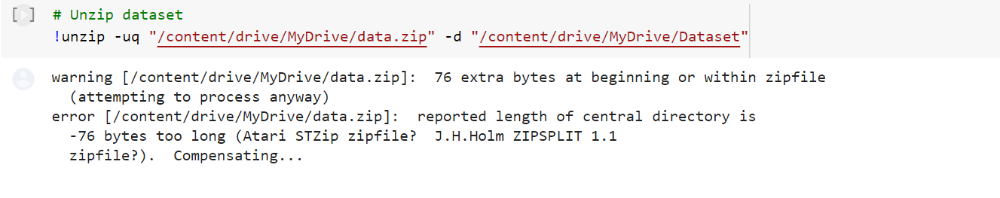 [ ] # Unzip dataset
!unzip -uq "/content/drive/MyDrive/data.zip" -d "/content/drive/MyDrive/Dataset"
warning [/content/drive/MyDrive/data.zip]:  76 extra bytes at beginning or within zipfile
  (attempting to process anyway)
error [/content/drive/MyDrive/data.zip]:  reported length of central directory is
  -76 bytes too long (Atari STZip zipfile?  J.H.Holm ZIPSPLIT 1.1
  zipfile?).  Compensating...